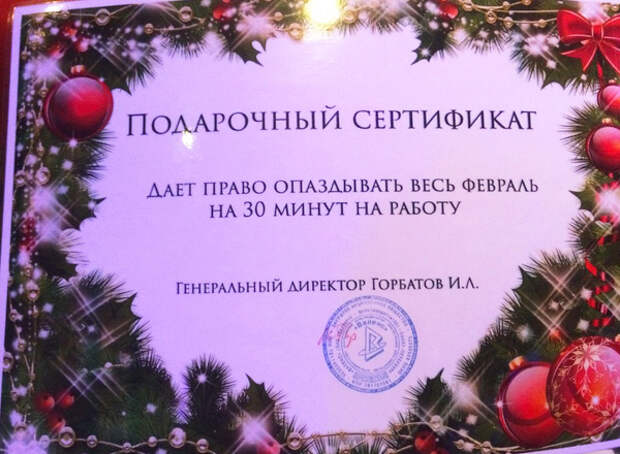 Подарочный сертификат
Дает право опаздывать весь февраль
на 30 минут на работу
Генеральный директор Горбатов И.Л.